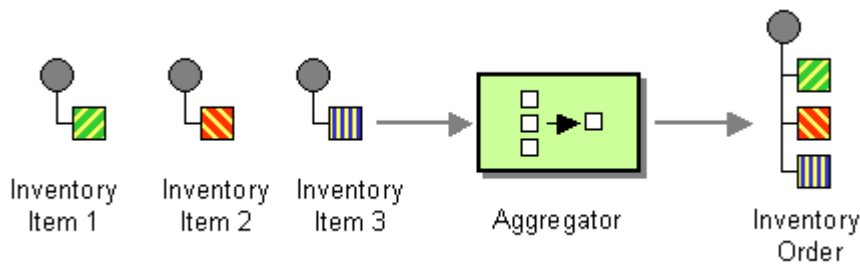 Inventory
Item 1
Inventory
Item 2
Inventory
Item 3
Aggregator
Inventory
Order